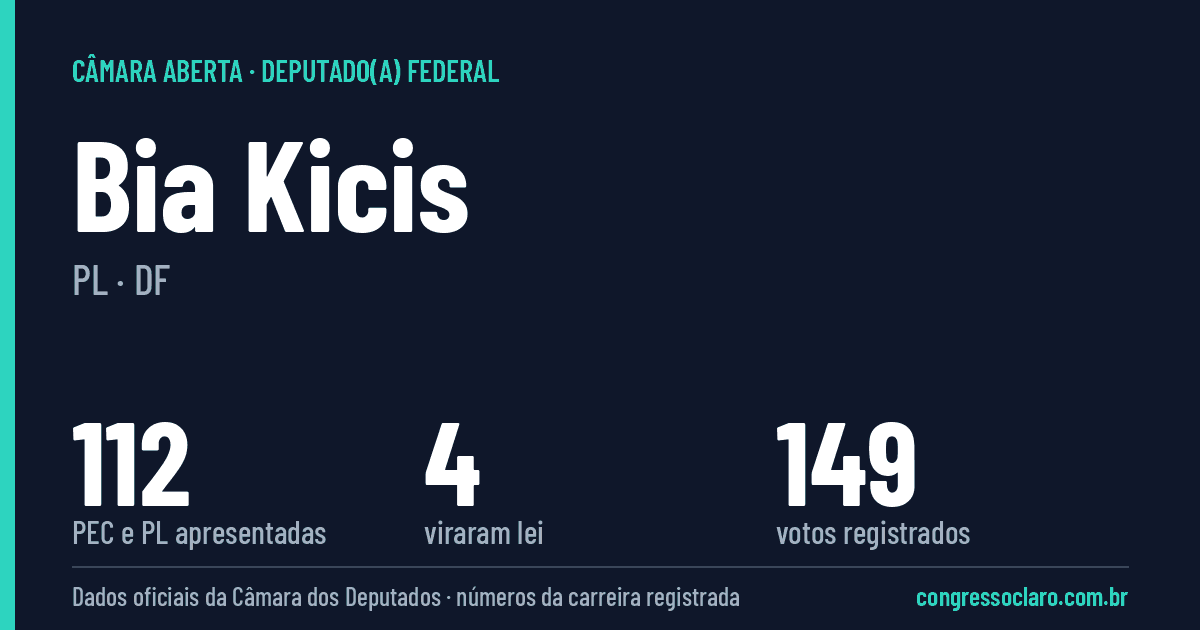 CÂMARA ABERTA · DEPUTADO(A) FEDERAL
Bia Kicis
PL · DF
112 4 149
PEC e PL apresentadas viraram lei votos registrados
Dados oficiais da Câmara dos Deputados · números da carreira registrada congressoclaro.com.br